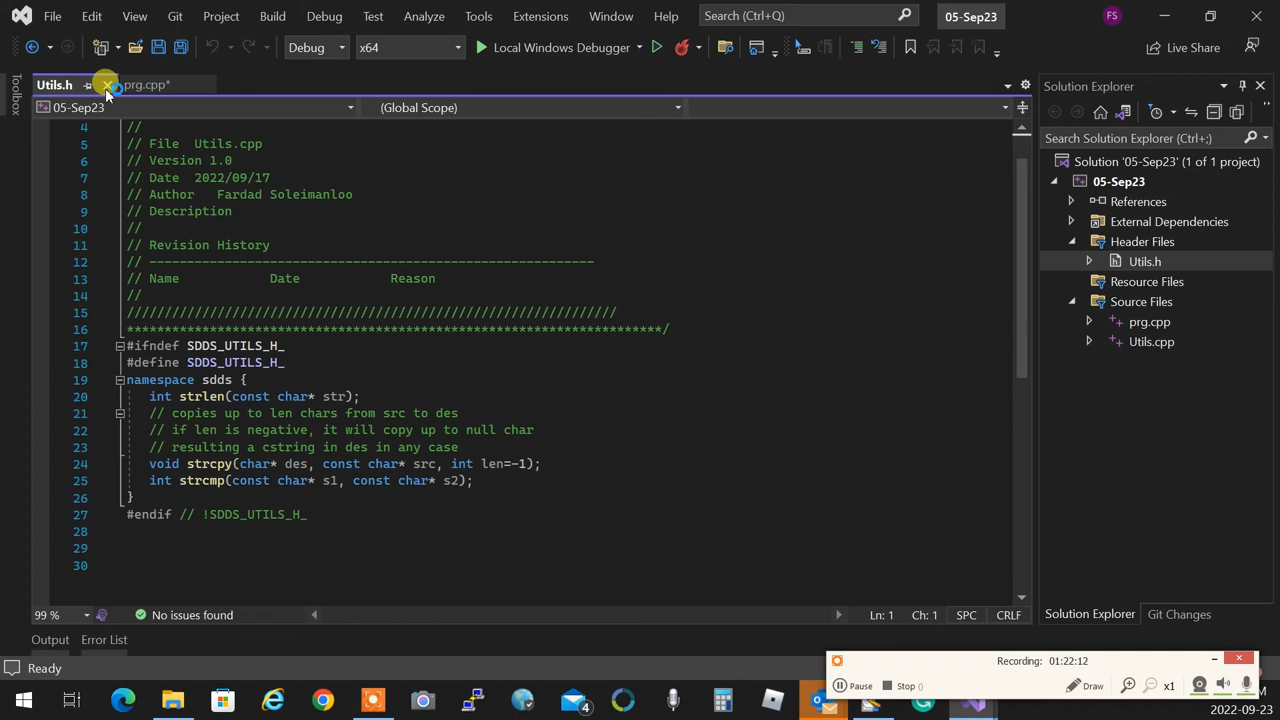 File Edit View Git Project Build Debug Test Analyze Tools Extensions Window Help Search (Ctrl+Q) 05-Sep23 FS
Debug x64 Local Windows Debugger Live Share
Toolbox
Utils.h prg.cpp*
05-Sep23 (Global Scope)
4 //
5 // File Utils.cpp
6 // Version 1.0
7 // Date 2022/09/17
8 // Author Fardad Soleimanloo
9 // Description
10 //
11 // Revision History
12 // -----------------------------------------------------------
13 // Name Date Reason
14 //
15 /////////////////////////////////////////////////////////////////
16 ***********************************************************************/
17 #ifndef SDDS_UTILS_H_
18 #define SDDS_UTILS_H_
19 namespace sdds {
20 int strlen(const char* str);
21 // copies up to len chars from src to des
22 // if len is negative, it will copy up to null char
23 // resulting a cstring in des in any case
24 void strcpy(char* des, const char* src, int len=-1);
25 int strcmp(const char* s1, const char* s2);
26 }
27 #endif // !SDDS_UTILS_H_
28
29
30
99 % No issues found Ln: 1 Ch: 1 SPC CRLF
Output Error List
Ready
Solution Explorer
Search Solution Explorer (Ctrl+;)
Solution '05-Sep23' (1 of 1 project)
05-Sep23
References
External Dependencies
Header Files
Utils.h
Resource Files
Source Files
prg.cpp
Utils.cpp
Solution Explorer Git Changes
Recording: 01:22:12
Pause Stop () Draw x1
4
2022-09-23